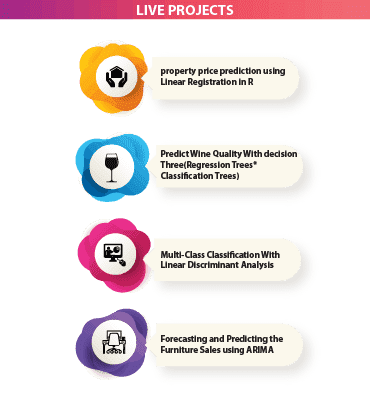 LIVE PROJECTS
property price prediction using
Linear Registration in R
Predict Wine Quality With decision
Three(Regression Trees*
Classification Trees)
Multi-Class Classification With
Linear Discriminant Analysis
Forecasting and Predicting the
Furniture Sales using ARIMA